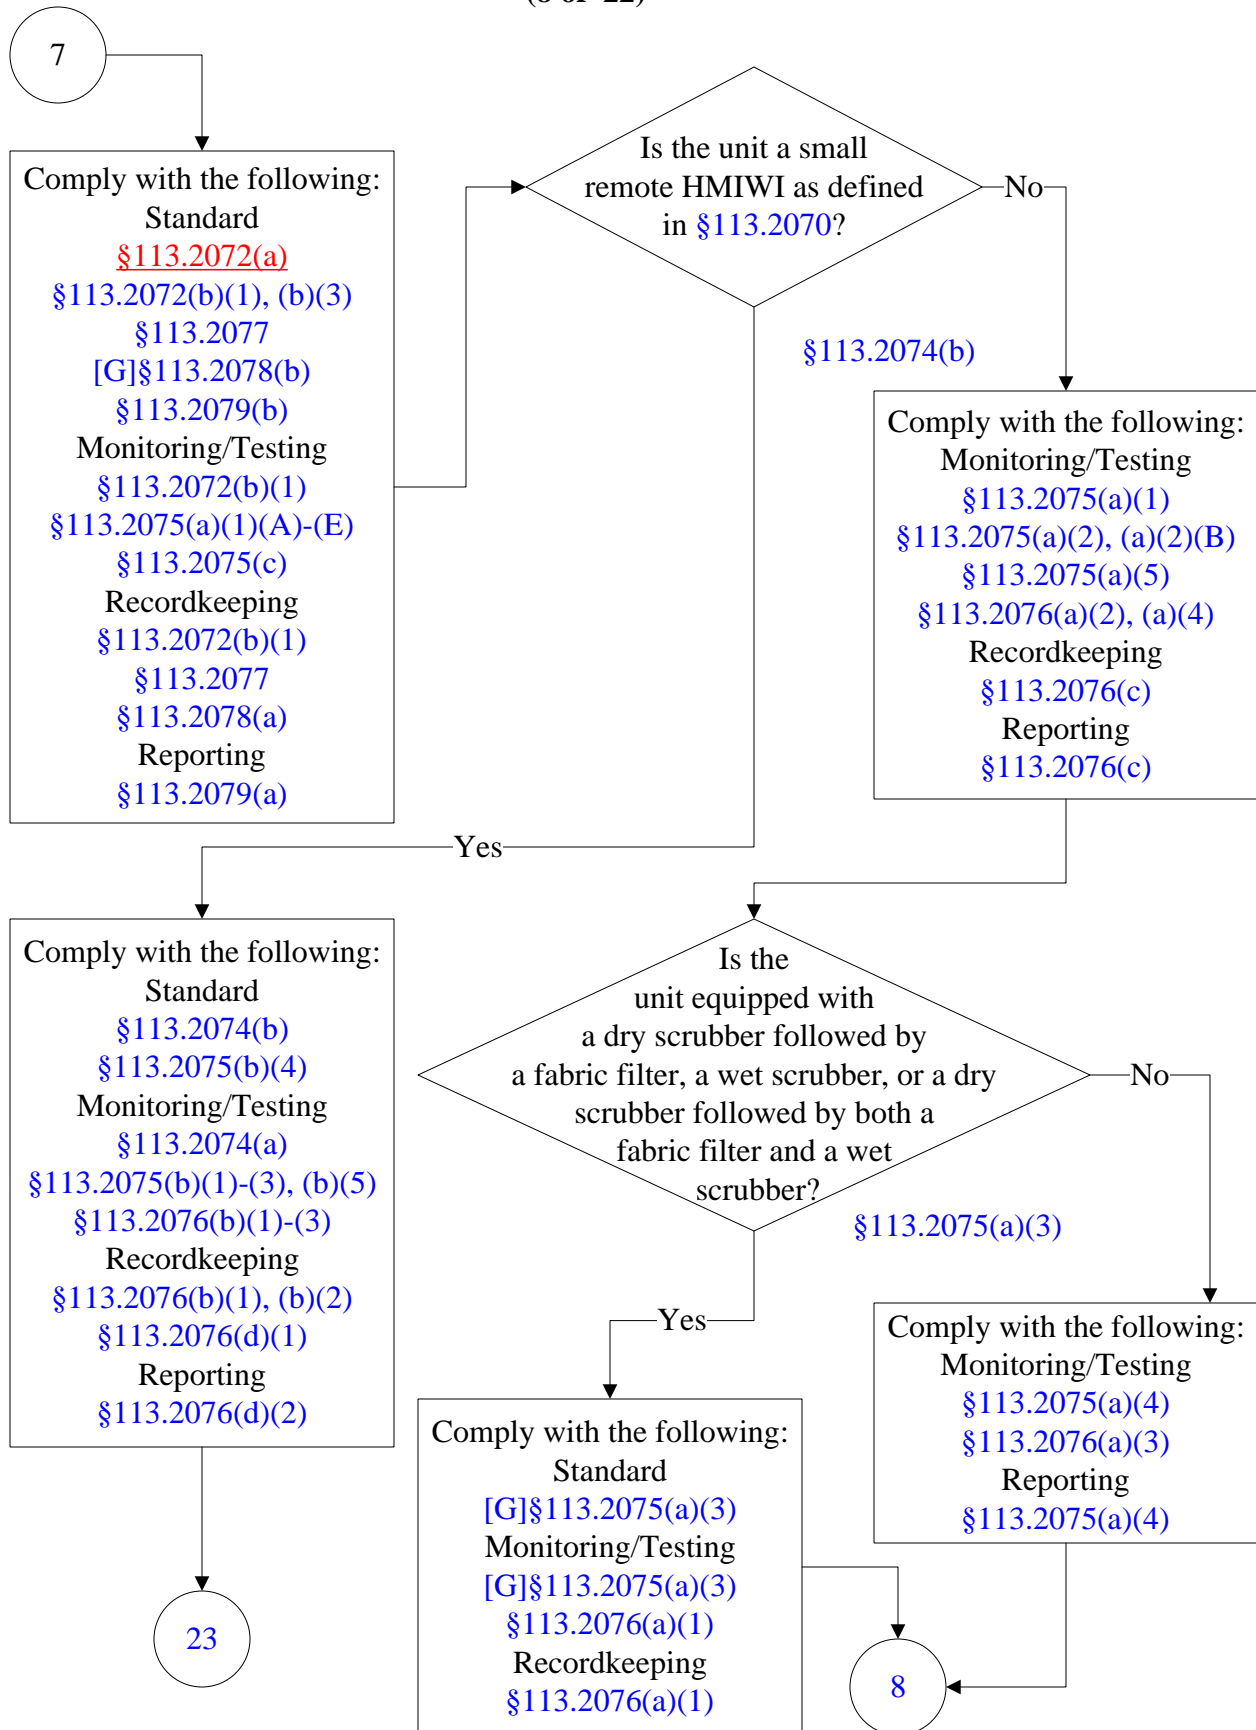 (8 of 22)
7
Comply with the following:
Standard
§113.2072(a)
§113.2072(b)(1), (b)(3)
§113.2077
[G]§113.2078(b)
§113.2079(b)
Monitoring/Testing
§113.2072(b)(1)
§113.2075(a)(1)(A)-(E)
§113.2075(c)
Recordkeeping
§113.2072(b)(1)
§113.2077
§113.2078(a)
Reporting
§113.2079(a)
Is the unit a small
remote HMIWI as defined
in §113.2070?
No
§113.2074(b)
Comply with the following:
Monitoring/Testing
§113.2075(a)(1)
§113.2075(a)(2), (a)(2)(B)
§113.2075(a)(5)
§113.2076(a)(2), (a)(4)
Recordkeeping
§113.2076(c)
Reporting
§113.2076(c)
Yes
Comply with the following:
Standard
§113.2074(b)
§113.2075(b)(4)
Monitoring/Testing
§113.2074(a)
§113.2075(b)(1)-(3), (b)(5)
§113.2076(b)(1)-(3)
Recordkeeping
§113.2076(b)(1), (b)(2)
§113.2076(d)(1)
Reporting
§113.2076(d)(2)
23
Is the
unit equipped with
a dry scrubber followed by
a fabric filter, a wet scrubber, or a dry
scrubber followed by both a
fabric filter and a wet
scrubber?
No
§113.2075(a)(3)
Yes
Comply with the following:
Standard
[G]§113.2075(a)(3)
Monitoring/Testing
[G]§113.2075(a)(3)
§113.2076(a)(1)
Recordkeeping
§113.2076(a)(1)
Comply with the following:
Monitoring/Testing
§113.2075(a)(4)
§113.2076(a)(3)
Reporting
§113.2075(a)(4)
8